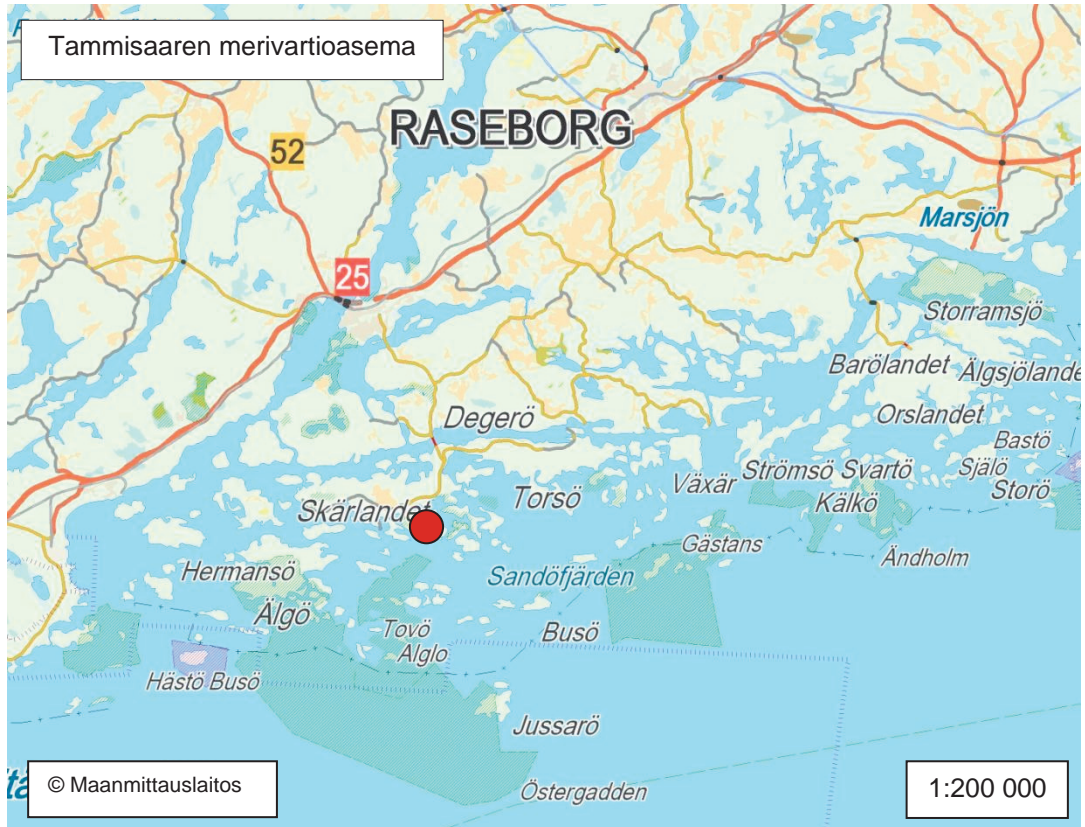 Tammisaaren merivartioasema
RASEBORG
52
Marsjön
25
Storramsjö
Barölandet
Älgsjölande
Orslandet
Degerö
Bastö
Växär
Strömsö
Svartö
Själö
Storö
Torsö
Kälkö
Skärlandet
Gästans
Ändholm
Hermansö
Sandöfjärden
Älgö
Tovö
Busö
Alglo
Hästö Busö
Jussarö
Östergadden
© Maanmittauslaitos
1:200 000